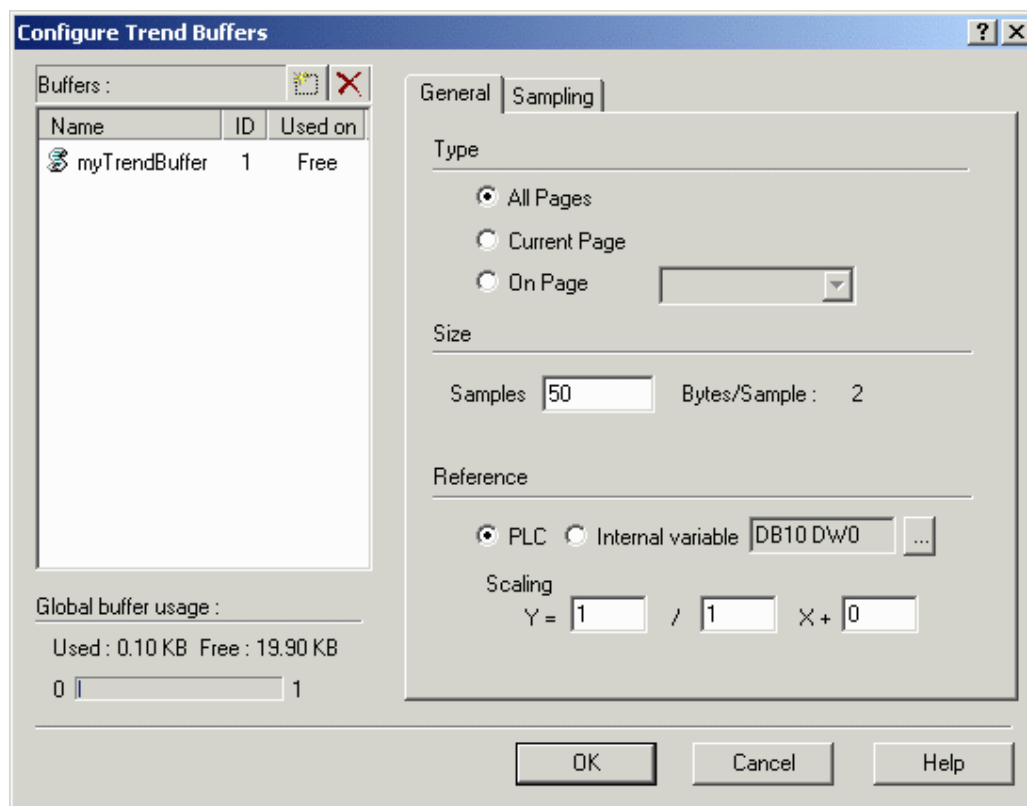 Configure Trend Buffers
Buffers :
Name ID Used on
myTrendBuffer 1 Free
Global buffer usage :
Used : 0.10 KB Free : 19.90 KB
0 1
General Sampling
Type
All Pages
Current Page
On Page
Size
Samples 50 Bytes/Sample : 2
Reference
PLC Internal variable DB10 DW0 ...
Scaling
Y = 1 / 1 X + 0
OK Cancel Help